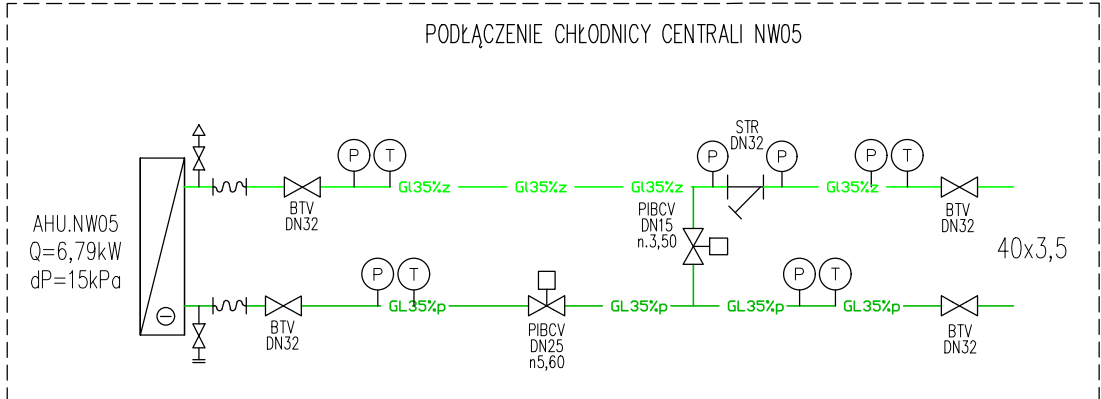 PODŁĄCZENIE CHŁODNICY CENTRALI NW05
STR
DN32
P T
P P
P T
Gl35%z Gl35%z Gl35%z Gl35%z
BTV
DN32
PIBCV
DN15
n.3,50
BTV
DN32
AHU.NW05
Q=6,79kW
dP=15kPa
40x3,5
P T
P T
GL35%p GL35%p GL35%p GL35%p
BTV
DN32
PIBCV
DN25
n5,60
BTV
DN32